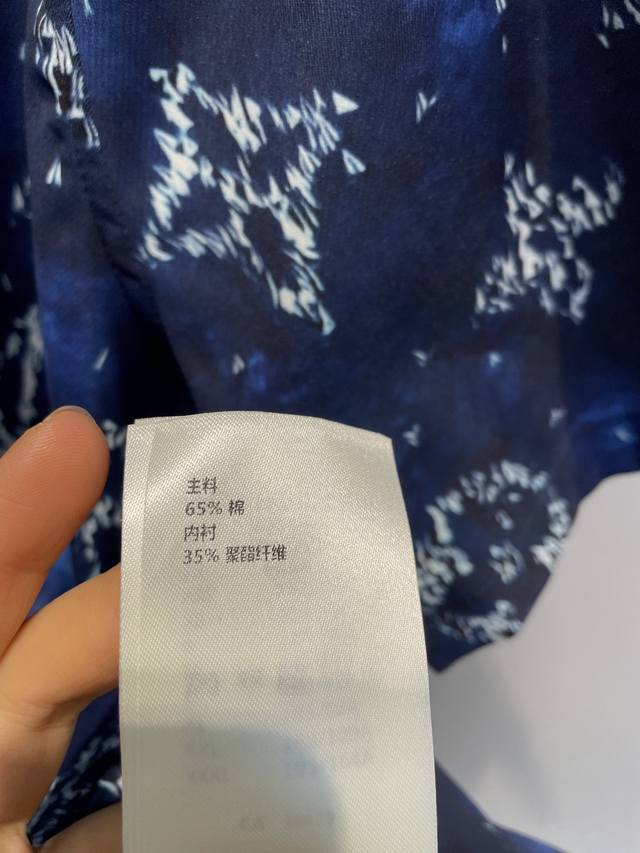 主料
65% 棉
内衬
35% 聚酯纤维